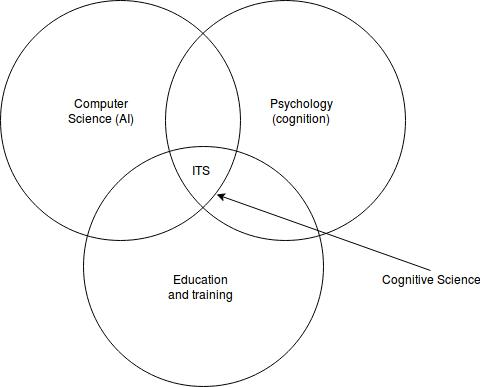 Computer
Science (AI)
Psychology
(cognition)
ITS
Education
and training
Cognitive Science